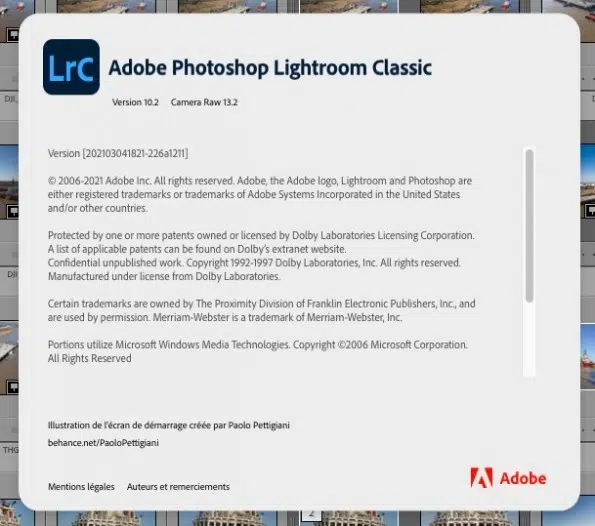 LrC
Adobe Photoshop Lightroom Classic
Version 10.2 Camera Raw 13.2
Version [202103041821-226a1211]
© 2006-2021 Adobe Inc. All rights reserved. Adobe, the Adobe logo, Lightroom and Photoshop are
either registered trademarks or trademarks of Adobe Systems Incorporated in the United States
and/or other countries.
Protected by one or more patents owned or licensed by Dolby Laboratories Licensing Corporation.
A list of applicable patents can be found on Dolby's extranet website.
Confidential unpublished work. Copyright 1992-1997 Dolby Laboratories, Inc. All rights reserved.
Manufactured under license from Dolby Laboratories.
Certain trademarks are owned by The Proximity Division of Franklin Electronic Publishers, Inc., and
are used by permission. Merriam-Webster is a trademark of Merriam-Webster, Inc.
Portions utilize Microsoft Windows Media Technologies. Copyright ©2006 Microsoft Corporation.
All Rights Reserved
Illustration de l'écran de démarrage créée par Paolo Pettigiani
behance.net/PaoloPettigiani
Adobe
Mentions légales Auteurs et remerciements
DJI_
DJI
THG
2